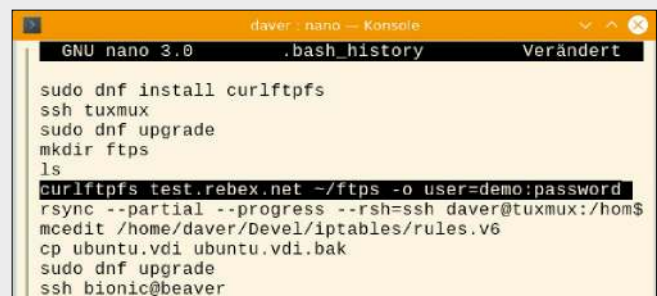 daver : nano — Konsole
GNU nano 3.0 .bash_history Verändert
sudo dnf install curlftpfs
ssh tuxmux
sudo dnf upgrade
mkdir ftps
ls
curlftpfs test.rebex.net ~/ftps -o user=demo:password
rsync --partial --progress --rsh=ssh daver@tuxmux:/hom$
mcedit /home/daver/Devel/iptables/rules.v6
cp ubuntu.vdi ubuntu.vdi.bak
sudo dnf upgrade
ssh bionic@beaver